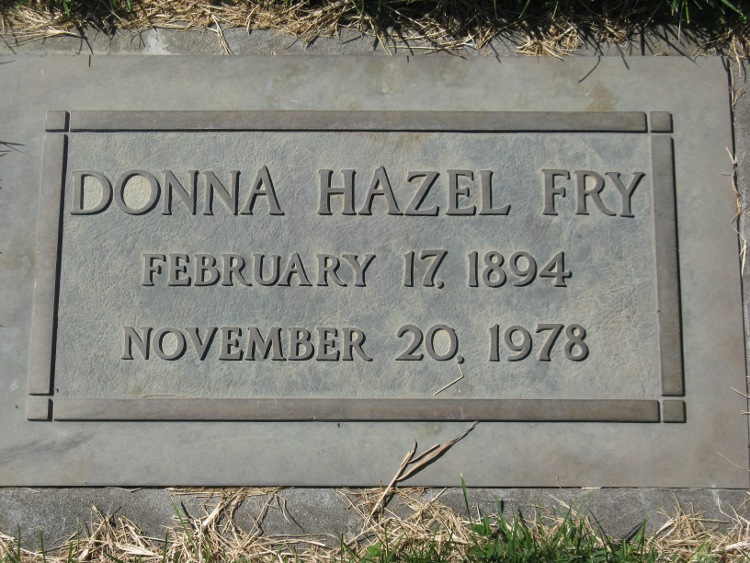 DONNA HAZEL FRY
FEBRUARY 17, 1894
NOVEMBER 20, 1978